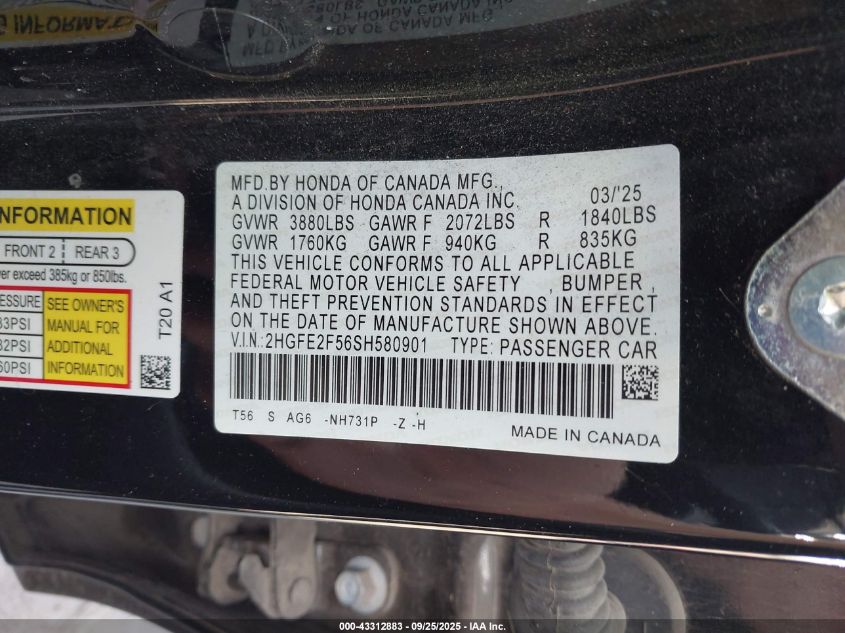 INFORMATION
FRONT 2 REAR 3
exceed 385kg or 850lbs.
SEE OWNER'S
MANUAL FOR
ADDITIONAL
INFORMATION
T20 A1
MFD.BY HONDA OF CANADA MFG.,
A DIVISION OF HONDA CANADA INC. 03/'25
GVWR 3880LBS GAWR F 2072LBS R 1840LBS
GVWR 1760KG GAWR F 940KG R 835KG
THIS VEHICLE CONFORMS TO ALL APPLICABLE
FEDERAL MOTOR VEHICLE SAFETY , BUMPER ,
AND THEFT PREVENTION STANDARDS IN EFFECT
ON THE DATE OF MANUFACTURE SHOWN ABOVE.
V.I.N.:2HGFE2F56SH580901 TYPE: PASSENGER CAR
T56 S AG6 -NH731P -Z -H
MADE IN CANADA
000-43312883 - 09/25/2025 - IAA Inc.